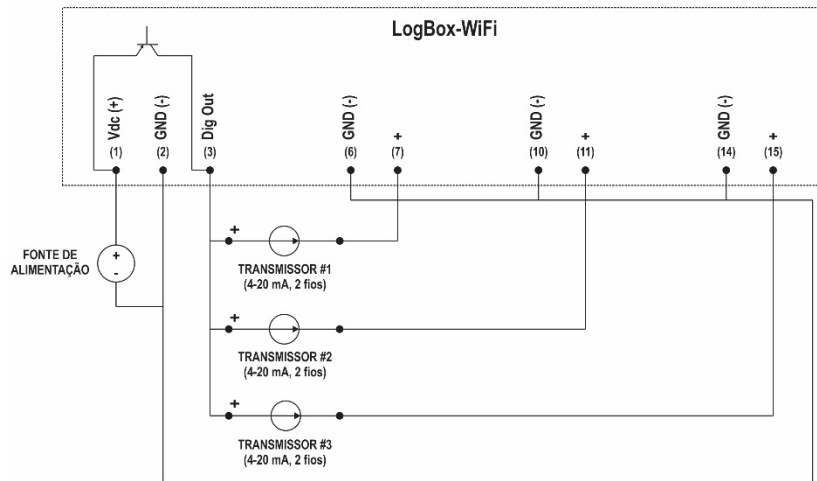 LogBox-WiFi
Vdc (+)
(1)
GND (-)
(2)
Dig Out
(3)
GND (-)
(6)
+
(7)
GND (-)
(10)
+
(11)
GND (-)
(14)
+
(15)
FONTE DE
ALIMENTAÇÃO
+
-
+
TRANSMISSOR #1
(4-20 mA, 2 fios)
+
TRANSMISSOR #2
(4-20 mA, 2 fios)
+
TRANSMISSOR #3
(4-20 mA, 2 fios)